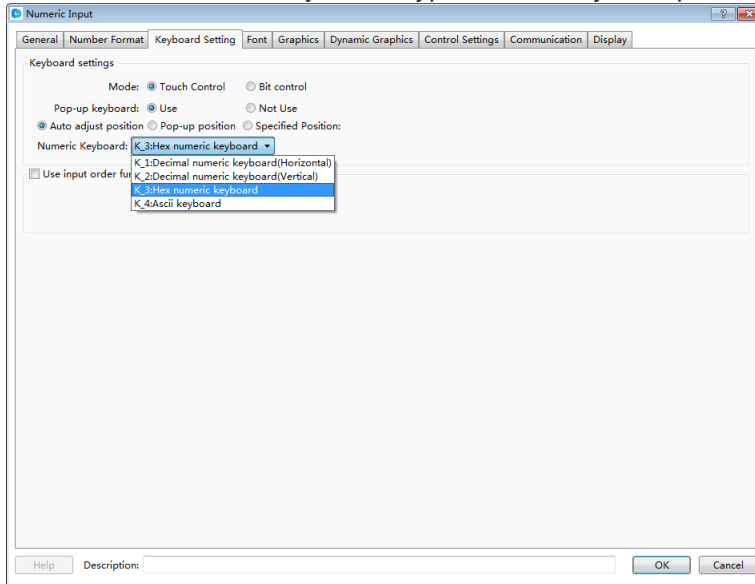 Numeric Input
General Number Format Keyboard Setting Font Graphics Dynamic Graphics Control Settings Communication Display
Keyboard settings
Mode: Touch Control Bit control
Pop-up keyboard: Use Not Use
Auto adjust position Pop-up position Specified Position:
Numeric Keyboard: K_3:Hex numeric keyboard
K_1:Decimal numeric keyboard(Horizontal)
Use input order K_2:Decimal numeric keyboard(Vertical)
K_3:Hex numeric keyboard
K_4:Ascii keyboard
Help Description: OK Cancel